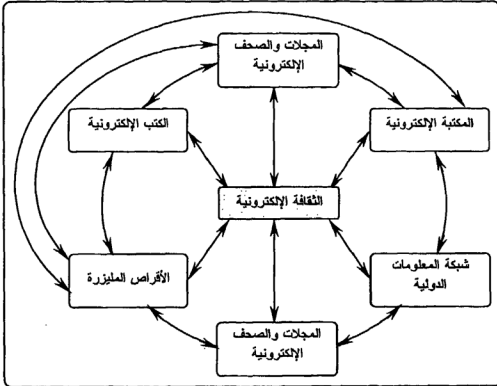 المجلات والصحف
الإلكترونية
المكتبة الإلكترونية
الكتب الإلكترونية
الثقافة الإلكترونية
شبكة المعلومات
الدولية
الأقراص المليزرة
المجلات والصحف
الإلكترونية